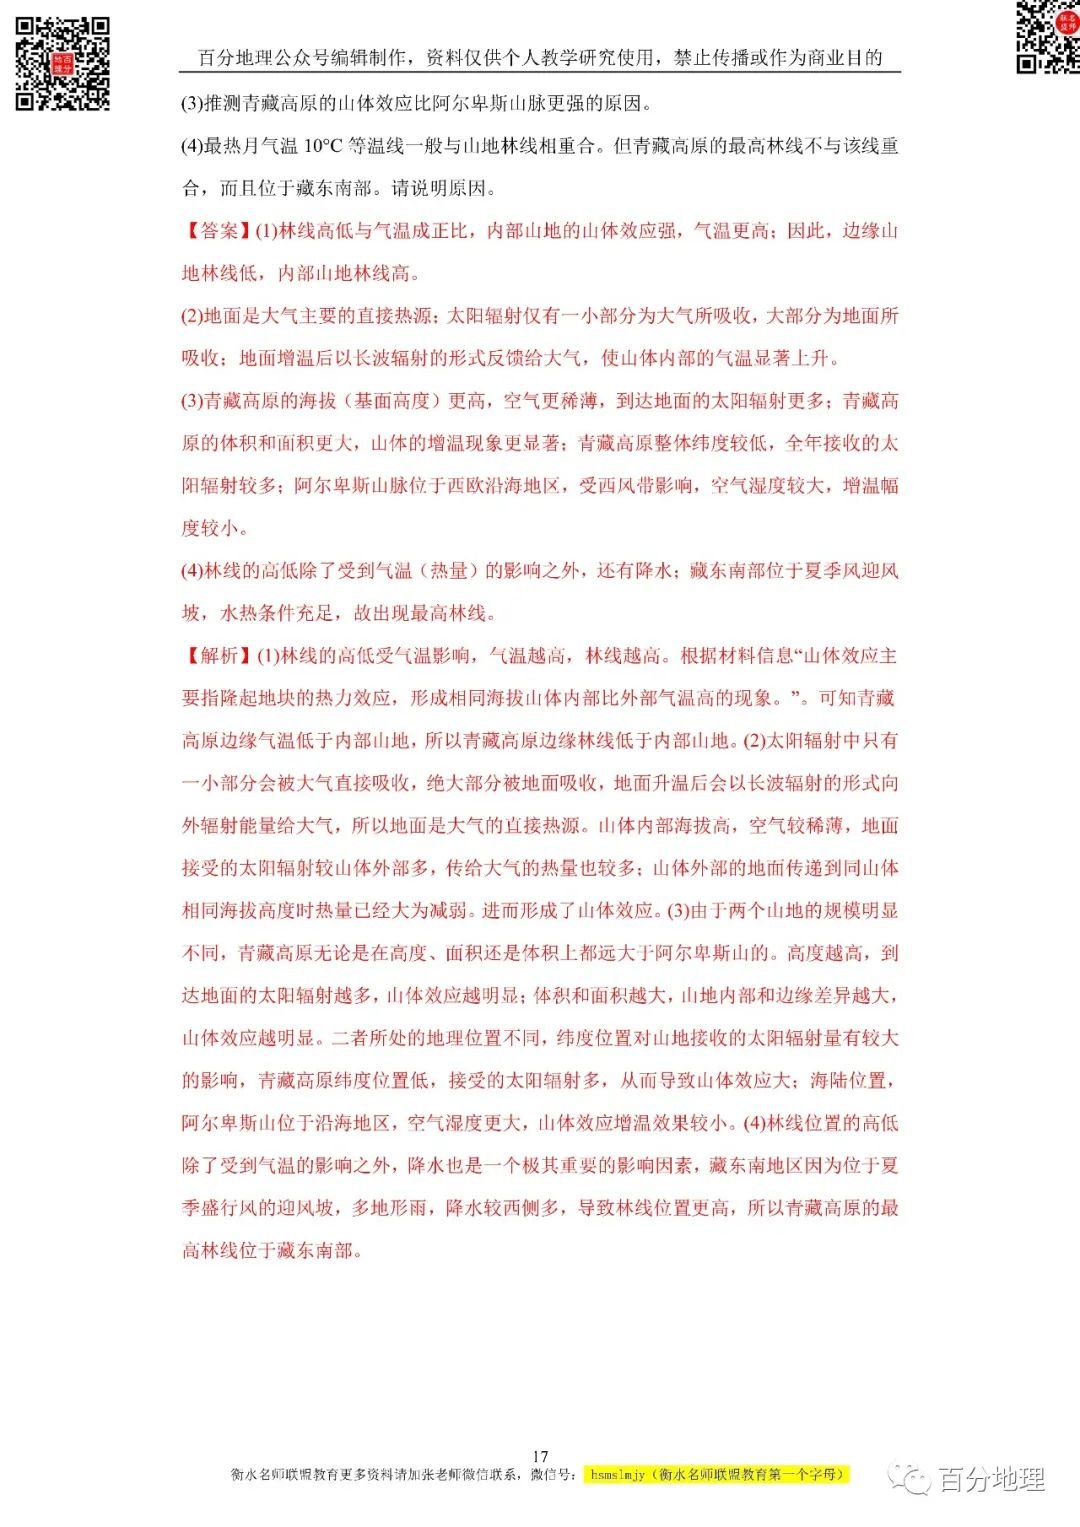 百分地理公众号编辑制作，资料仅供个人教学研究使用，禁止传播或作为商业目的
(3)推测青藏高原的山体效应比阿尔卑斯山脉更强的原因。
(4)最热月气温 10°C 等温线一般与山地林线相重合。但青藏高原的最高林线不与该线重
合，而且位于藏东南部。请说明原因。
【答案】(1)林线高低与气温成正比，内部山地的山体效应强，气温更高；因此，边缘山
地林线低，内部山地林线高。
(2)地面是大气主要的直接热源；太阳辐射仅有一小部分为大气所吸收，大部分为地面所
吸收；地面增温后以长波辐射的形式反馈给大气，使山体内部的气温显著上升。
(3)青藏高原的海拔（基面高度）更高，空气更稀薄，到达地面的太阳辐射更多；青藏高
原的体积和面积更大，山体的增温现象更显著；青藏高原整体纬度较低，全年接收的太
阳辐射较多；阿尔卑斯山脉位于西欧沿海地区，受西风带影响，空气湿度较大，增温幅
度较小。
(4)林线的高低除了受到气温（热量）的影响之外，还有降水；藏东南部位于夏季风迎风
坡，水热条件充足，故出现最高林线。
【解析】(1)林线的高低受气温影响，气温越高，林线越高。根据材料信息“山体效应主
要指隆起地块的热力效应，形成相同海拔山体内部比外部气温高的现象。”。可知青藏
高原边缘气温低于内部山地，所以青藏高原边缘林线低于内部山地。(2)太阳辐射中只有
一小部分会被大气直接吸收，绝大部分被地面吸收，地面升温后会以长波辐射的形式向
外辐射能量给大气，所以地面是大气的直接热源。山体内部海拔高，空气较稀薄，地面
接受的太阳辐射较山体外部多，传给大气的热量也较多；山体外部的地面传递到同山体
相同海拔高度时热量已经大为减弱。进而形成了山体效应。(3)由于两个山地的规模明显
不同，青藏高原无论是在高度、面积还是体积上都远大于阿尔卑斯山的。高度越高，到
达地面的太阳辐射越多，山体效应越明显；体积和面积越大，山地内部和边缘差异越大，
山体效应越明显。二者所处的地理位置不同，纬度位置对山地接收的太阳辐射量有较大
的影响，青藏高原纬度位置低，接受的太阳辐射多，从而导致山体效应大；海陆位置，
阿尔卑斯山位于沿海地区，空气湿度更大，山体效应增温效果较小。(4)林线位置的高低
除了受到气温的影响之外，降水也是一个极其重要的影响因素，藏东南地区因为位于夏
季盛行风的迎风坡，多地形雨，降水较西侧多，导致林线位置更高，所以青藏高原的最
高林线位于藏东南部。
17
衡水名师联盟教育更多资料请加张老师微信联系，微信号： hsmslmjy（衡水名师联盟教育第一个字母）
百分地理